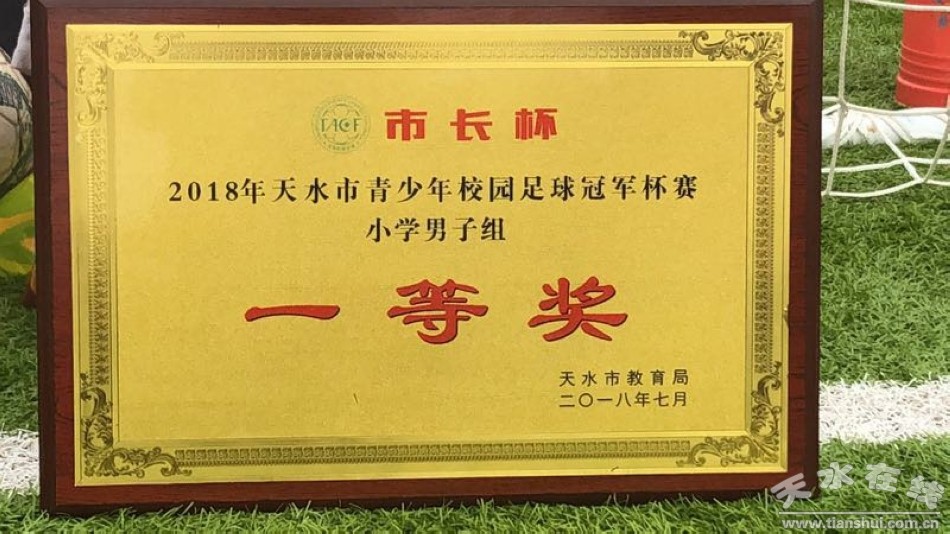 TACF 市长杯
2018年天水市青少年校园足球冠军杯赛
小学男子组
一等奖
天水市教育局
二〇一八年七月
天水在线
www.tianshui.com.cn